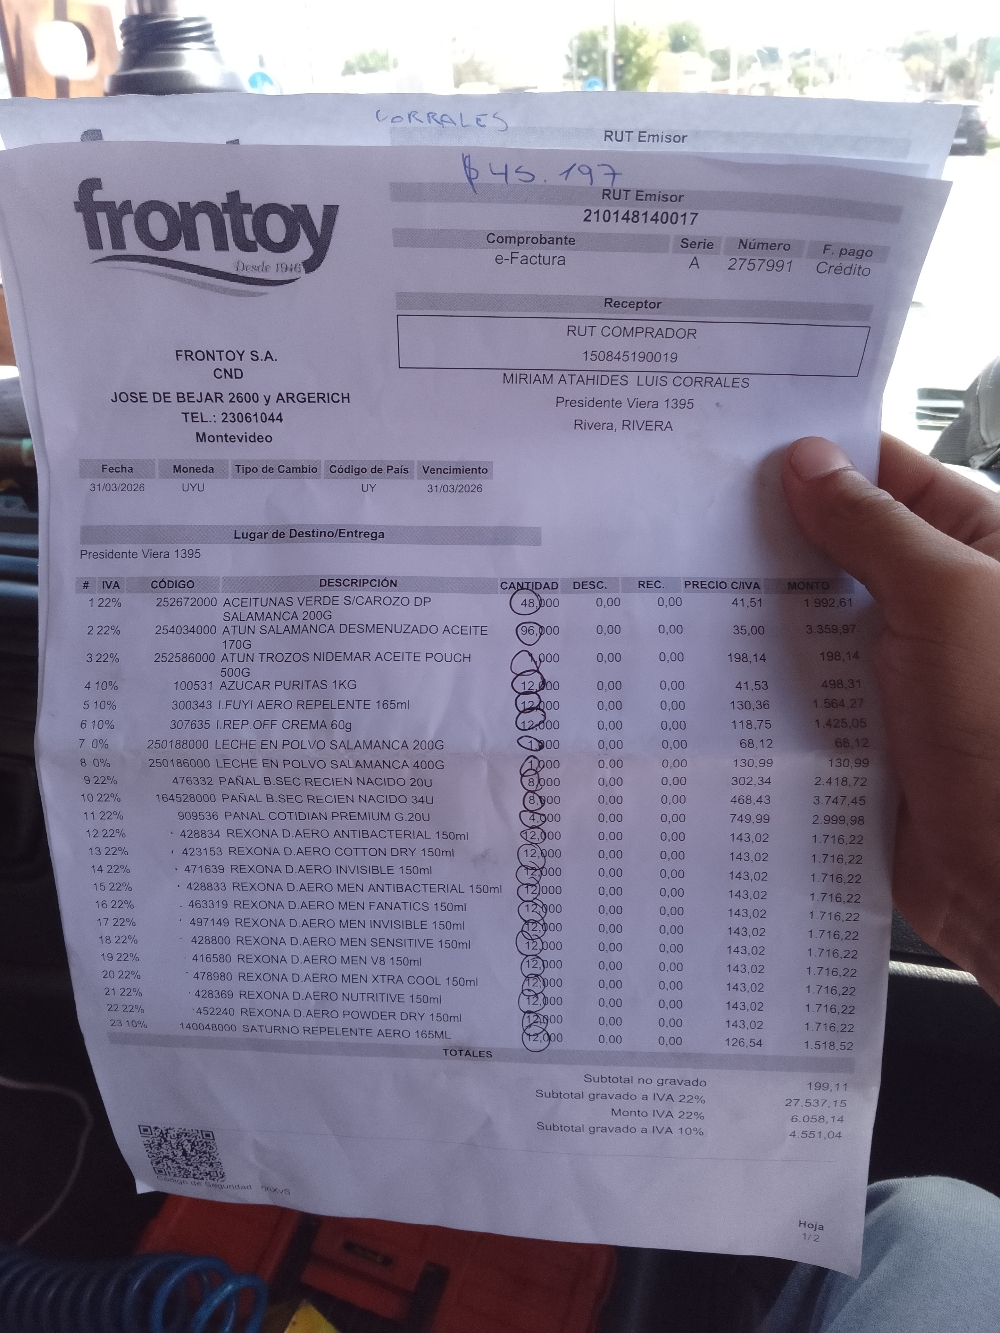 CORRALES
RUT Emisor
$ 45.197
frontoy
Desde 1946
RUT Emisor
210148140017
Comprobante Serie Número F. pago
e-Factura A 2757991 Crédito
Receptor
RUT COMPRADOR
150845190019
MIRIAM ATAHIDES LUIS CORRALES
Presidente Viera 1395
Rivera, RIVERA
FRONTOY S.A.
CND
JOSE DE BEJAR 2600 y ARGERICH
TEL.: 23061044
Montevideo
Fecha Moneda Tipo de Cambio Código de País Vencimiento
31/03/2026 UYU UY 31/03/2026
Lugar de Destino/Entrega
Presidente Viera 1395
# IVA CÓDIGO DESCRIPCIÓN CANTIDAD DESC. REC. PRECIO C/IVA MONTO
1 22% 252672000 ACEITUNAS VERDE S/CAROZO DP 48,000 0,00 0,00 41,51 1.992,61
SALAMANCA 200G
2 22% 254034000 ATUN SALAMANCA DESMENUZADO ACEITE 96,000 0,00 0,00 35,00 3.359,97
170G
3 22% 252586000 ATUN TROZOS NIDEMAR ACEITE POUCH 1,000 0,00 0,00 198,14 198,14
500G
4 10% 100531 AZUCAR PURITAS 1KG 12,000 0,00 0,00 41,53 498,31
5 10% 300343 I.FUYI AERO REPELENTE 165ml 12,000 0,00 0,00 130,36 1.564,27
6 10% 307635 I.REP.OFF CREMA 60g 12,000 0,00 0,00 118,75 1.425,05
7 0% 250188000 LECHE EN POLVO SALAMANCA 200G 1,000 0,00 0,00 68,12 68,12
8 0% 250186000 LECHE EN POLVO SALAMANCA 400G 1,000 0,00 0,00 130,99 130,99
9 22% 476332 PAÑAL B.SEC RECIEN NACIDO 20U 8,000 0,00 0,00 302,34 2.418,72
10 22% 164528000 PAÑAL B.SEC RECIEN NACIDO 34U 8,000 0,00 0,00 468,43 3.747,45
11 22% 909536 PANAL COTIDIAN PREMIUM G.20U 4,000 0,00 0,00 749,99 2.999,98
12 22% 428834 REXONA D.AERO ANTIBACTERIAL 150ml 12,000 0,00 0,00 143,02 1.716,22
13 22% 423153 REXONA D.AERO COTTON DRY 150ml 12,000 0,00 0,00 143,02 1.716,22
14 22% 471639 REXONA D.AERO INVISIBLE 150ml 12,000 0,00 0,00 143,02 1.716,22
15 22% 428833 REXONA D.AERO MEN ANTIBACTERIAL 150ml 12,000 0,00 0,00 143,02 1.716,22
16 22% 463319 REXONA D.AERO MEN FANATICS 150ml 12,000 0,00 0,00 143,02 1.716,22
17 22% 497149 REXONA D.AERO MEN INVISIBLE 150ml 12,000 0,00 0,00 143,02 1.716,22
18 22% 428800 REXONA D.AERO MEN SENSITIVE 150ml 12,000 0,00 0,00 143,02 1.716,22
19 22% 416580 REXONA D.AERO MEN V8 150ml 12,000 0,00 0,00 143,02 1.716,22
20 22% 478980 REXONA D.AERO MEN XTRA COOL 150ml 12,000 0,00 0,00 143,02 1.716,22
21 22% 428369 REXONA D.AERO NUTRITIVE 150ml 12,000 0,00 0,00 143,02 1.716,22
22 22% 452240 REXONA D.AERO POWDER DRY 150ml 12,000 0,00 0,00 143,02 1.716,22
23 10% 140048000 SATURNO REPELENTE AERO 165ML 12,000 0,00 0,00 126,54 1.518,52
TOTALES
Subtotal no gravado 199,11
Subtotal gravado a IVA 22% 27.537,15
Monto IVA 22% 6.058,14
Subtotal gravado a IVA 10% 4.551,04
Código de Seguridad
Hoja
1/2